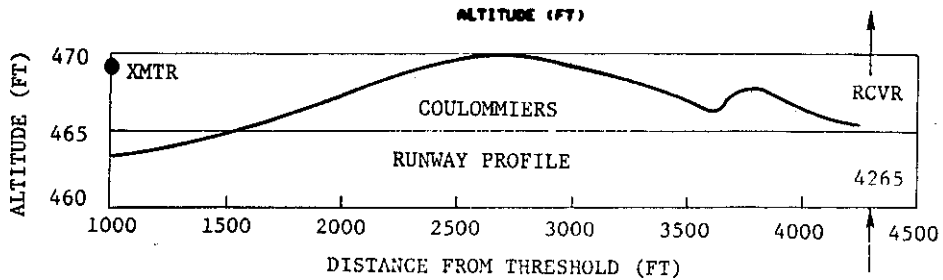 ALTITUDE (FT)
ALTITUDE (FT)
470
465
460
XMTR
COULOMMIERS
RUNWAY PROFILE
RCVR
4265
1000 1500 2000 2500 3000 3500 4000 4500
DISTANCE FROM THRESHOLD (FT)